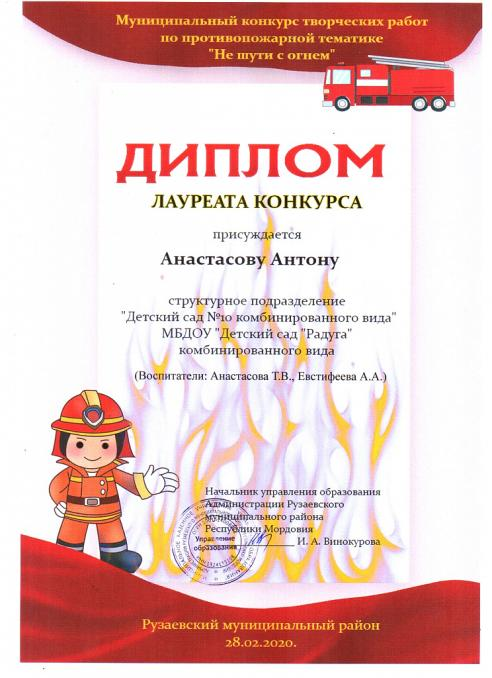 Муниципальный конкурс творческих работ
по противопожарной тематике
"Не шути с огнем"
ДИПЛОМ
ЛАУРЕАТА КОНКУРСА
присуждается
Анастасову Антону
структурное подразделение
"Детский сад №10 комбинированного вида"
МБДОУ "Детский сад "Радуга"
комбинированного вида
(Воспитатели: Анастасова Т.В., Евстифеева А.А.)
Начальник управления образования
Администрации Рузаевского
муниципального района
Республики Мордовия
И. А. Винокурова
Управление
образования
Рузаевский муниципальный район
28.02.2020.